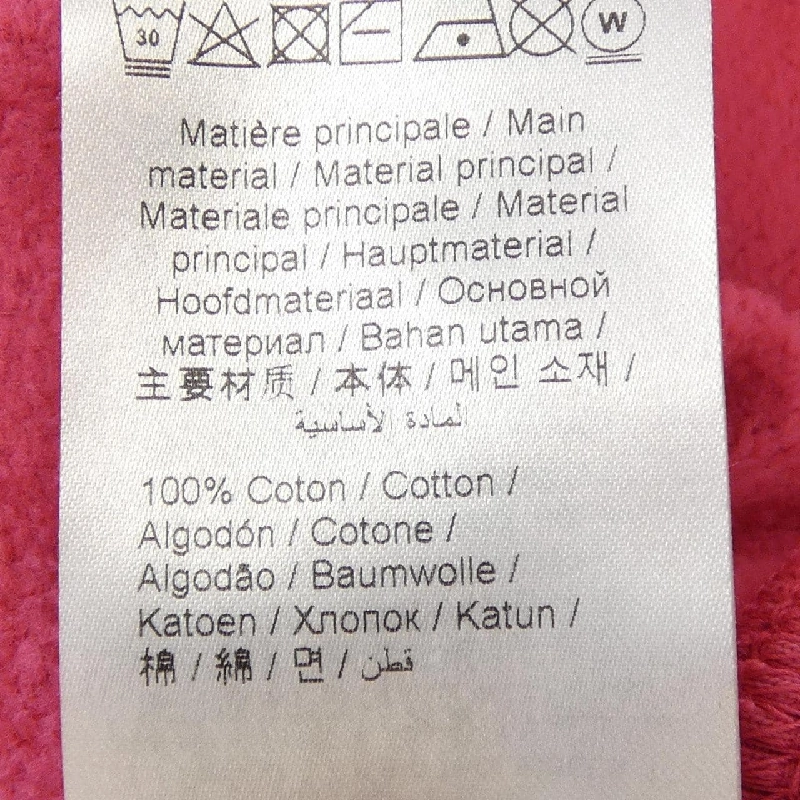 30 W
Matière principale / Main
material / Material principal /
Materiale principale / Material
principal / Hauptmaterial /
Hoofdmateriaal / Основной
материал / Bahan utama /
主要材质 / 本体 / 메인 소재 /
المادة الأساسية
100% Coton / Cotton /
Algodón / Cotone /
Algodão / Baumwolle /
Katoen / Хлопок / Katun /
棉 / 綿 / 면 / قطن